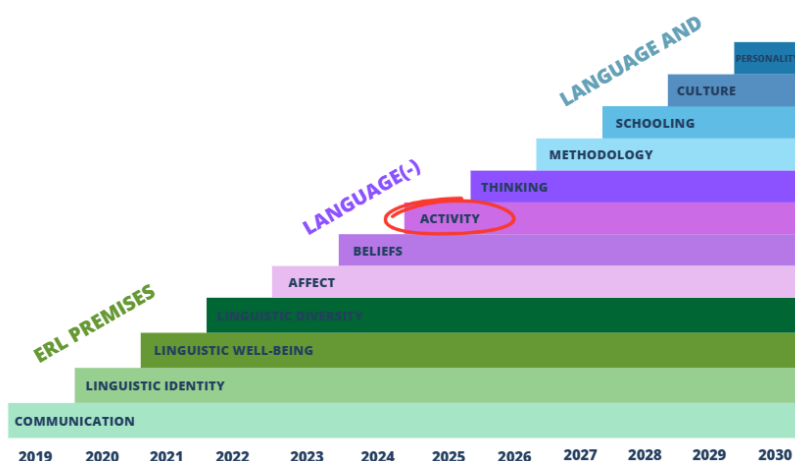 LANGUAGE AND
PERSONALITY
CULTURE
SCHOOLING
METHODOLOGY
LANGUAGE(-)
THINKING
ACTIVITY
BELIEFS
AFFECT
ERL PREMISES
LINGUISTIC DIVERSITY
LINGUISTIC WELL-BEING
LINGUISTIC IDENTITY
COMMUNICATION
2019 2020 2021 2022 2023 2024 2025 2026 2027 2028 2029 2030